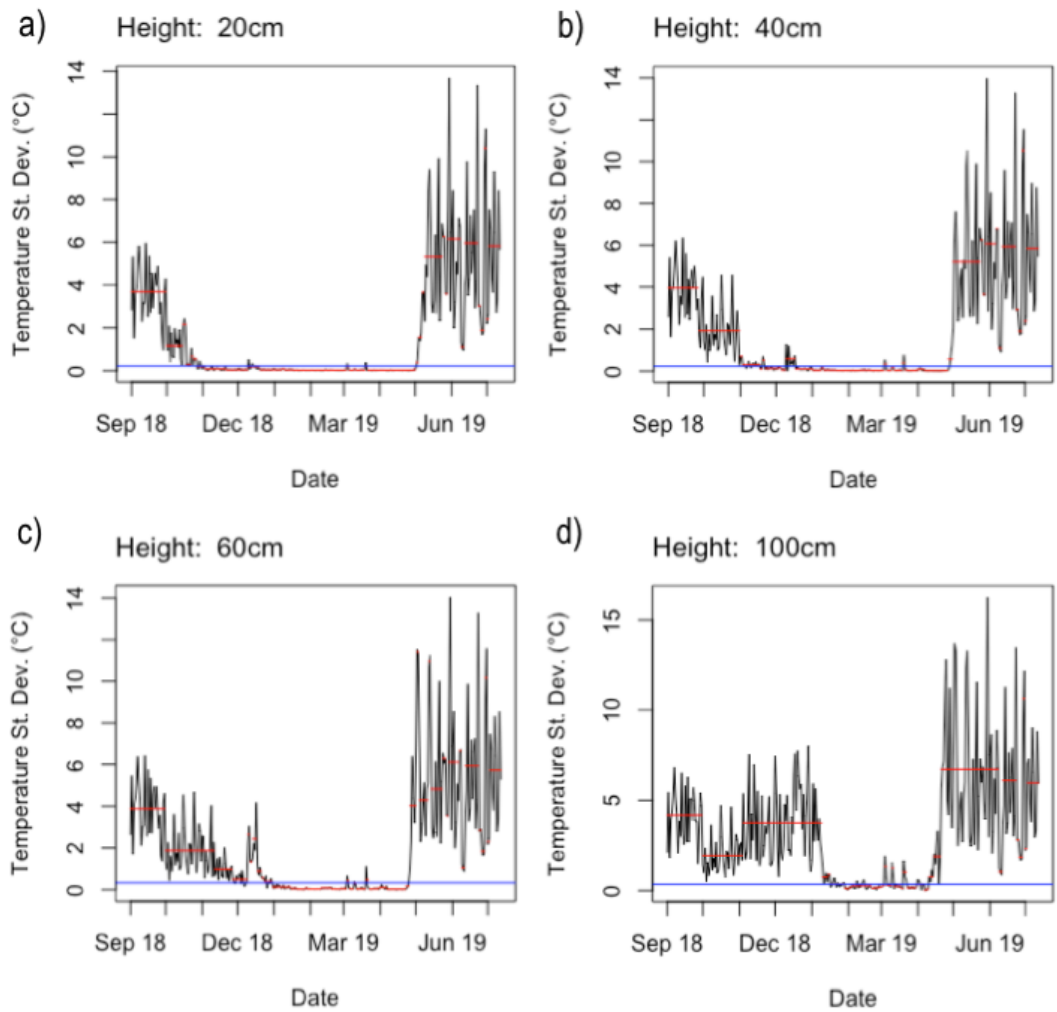 a) Height: 20cm
Temperature St. Dev. (°C)
14
10
8
6
4
2
0
Sep 18 Dec 18 Mar 19 Jun 19
Date
b) Height: 40cm
Temperature St. Dev. (°C)
14
10
8
6
4
2
0
Sep 18 Dec 18 Mar 19 Jun 19
Date
c) Height: 60cm
Temperature St. Dev. (°C)
14
10
8
6
4
2
0
Sep 18 Dec 18 Mar 19 Jun 19
Date
d) Height: 100cm
Temperature St. Dev. (°C)
15
10
5
0
Sep 18 Dec 18 Mar 19 Jun 19
Date